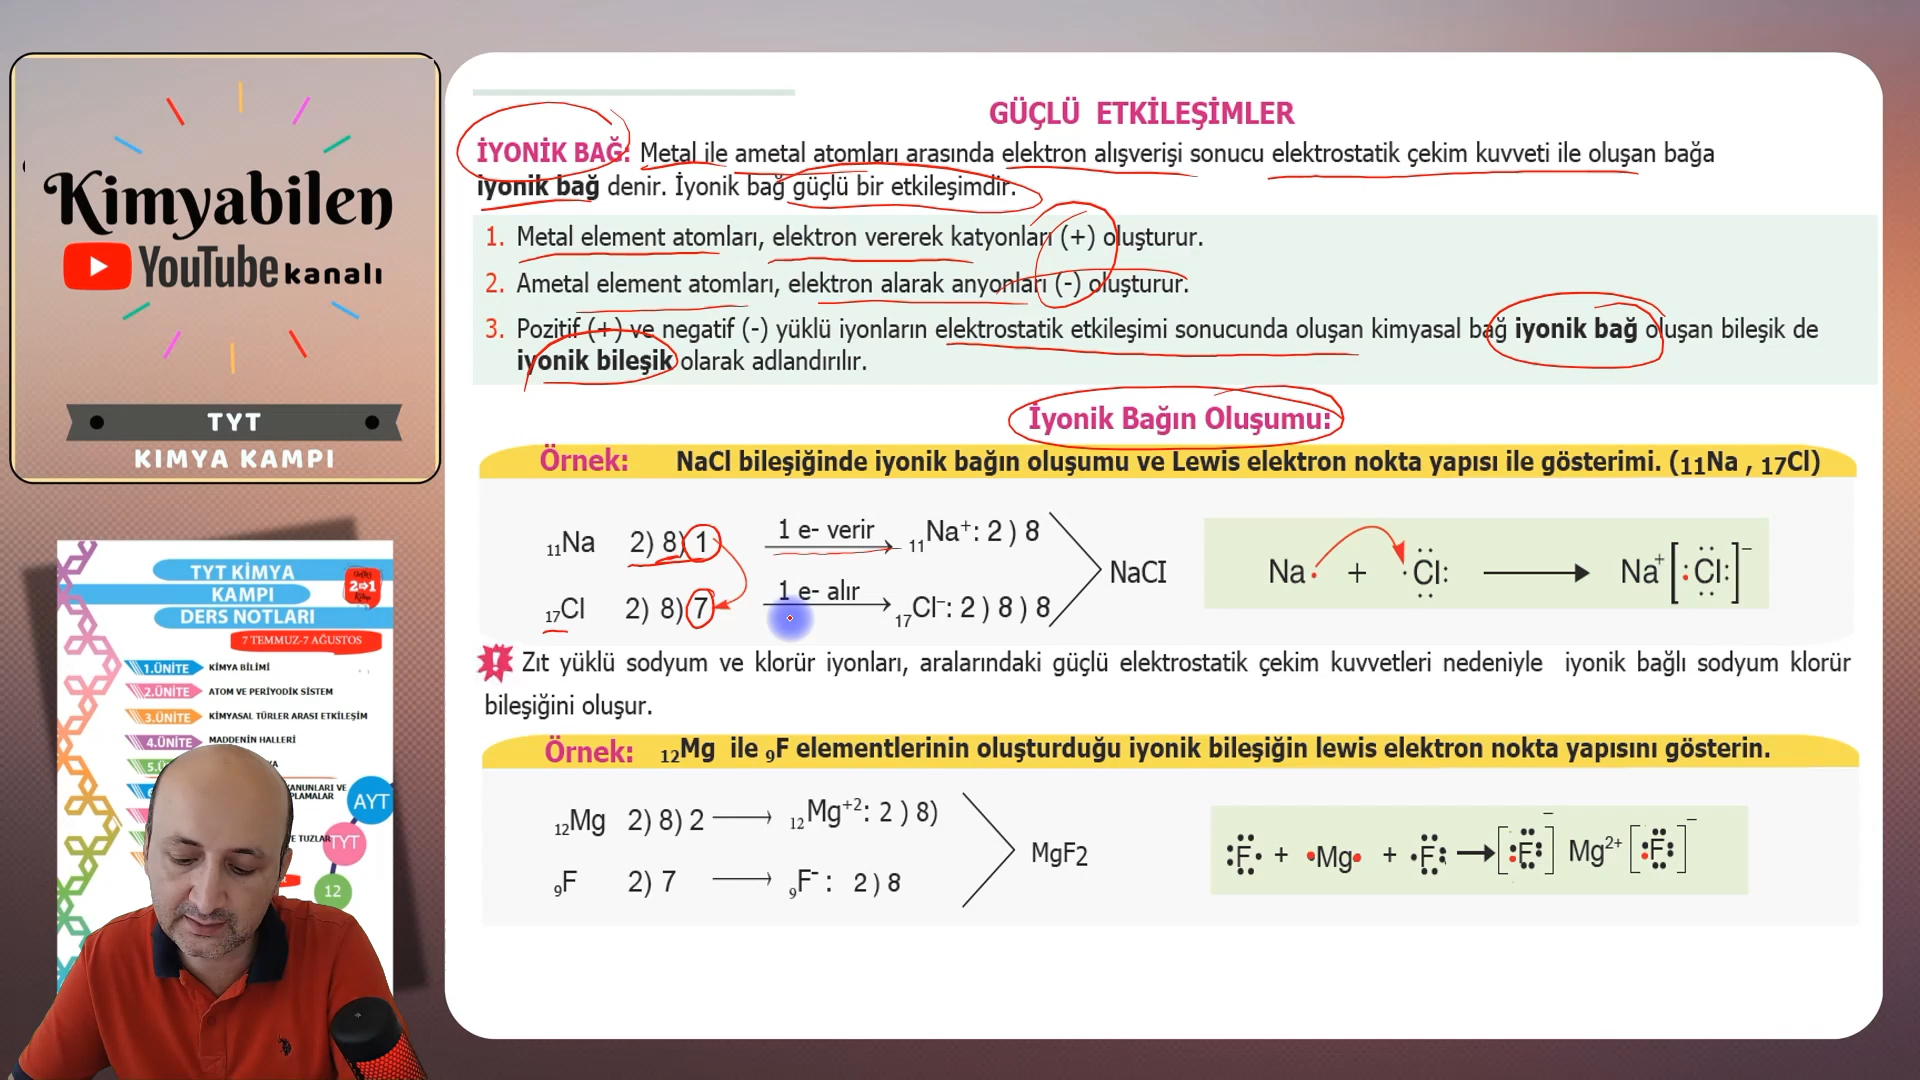 Kimyabilen
YouTube kanalı
TYT
KIMYA KAMPI
TYT KİMYA
KAMPI
DERS NOTLARI
2⇒1
7 TEMMUZ-7 AĞUSTOS
1.ÜNİTE KİMYA BİLİMİ
2.ÜNİTE ATOM VE PERİYODİK SİSTEM
3.ÜNİTE KİMYASAL TÜRLER ARASI ETKİLEŞİM
4.ÜNİTE MADDENİN HALLERİ
AYT
TYT
12
GÜÇLÜ ETKİLEŞİMLER
İYONİK BAĞ: Metal ile ametal atomları arasında elektron alışverişi sonucu elektrostatik çekim kuvveti ile oluşan bağa
iyonik bağ denir. İyonik bağ güçlü bir etkileşimdir.
1. Metal element atomları, elektron vererek katyonları (+) oluşturur.
2. Ametal element atomları, elektron alarak anyonları (-) oluşturur.
3. Pozitif (+) ve negatif (-) yüklü iyonların elektrostatik etkileşimi sonucunda oluşan kimyasal bağ iyonik bağ oluşan bileşik de
iyonik bileşik olarak adlandırılır.
İyonik Bağın Oluşumu:
Örnek: NaCl bileşiğinde iyonik bağın oluşumu ve Lewis elektron nokta yapısı ile gösterimi. (₁₁Na , ₁₇Cl)
₁₁Na 2) 8) 1 1 e- verir ₁₁Na⁺: 2 ) 8
₁₇Cl 2) 8) 7 1 e- alır ₁₇Cl⁻: 2 ) 8 ) 8
NaCI
Na· + ·Cl: → Na⁺ [:Cl:]⁻
! Zıt yüklü sodyum ve klorür iyonları, aralarındaki güçlü elektrostatik çekim kuvvetleri nedeniyle iyonik bağlı sodyum klorür
bileşiğini oluşur.
Örnek: ₁₂Mg ile ₉F elementlerinin oluşturduğu iyonik bileşiğin lewis elektron nokta yapısını gösterin.
₁₂Mg 2) 8) 2 → ₁₂Mg⁺²: 2 ) 8)
₉F 2) 7 → ₉F⁻ : 2 ) 8
MgF2
:F· + ·Mg· + ·F: → [:F:]⁻ Mg²⁺ [:F:]⁻